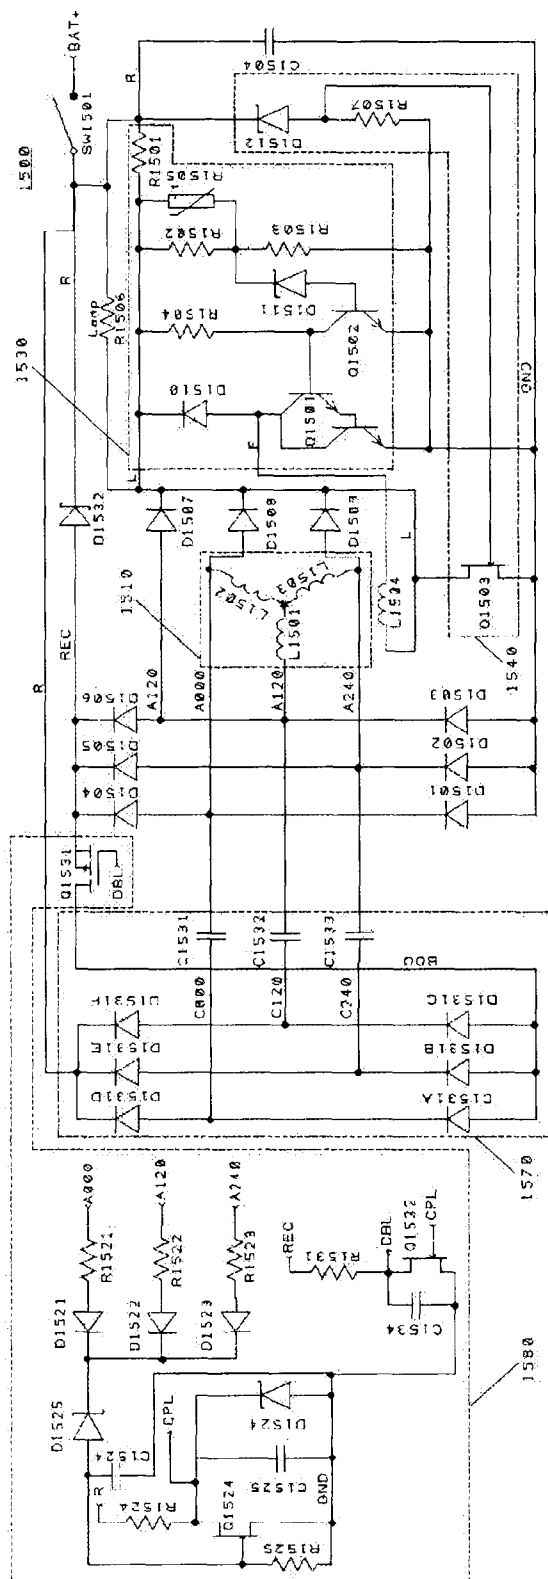 BAT+
SW1501
1500
R
C1504
R1501
R1505
t
R1502
R1503
R1504
R1507
D1512
D1511
D1510
Q1501
Q1502
F
GND
Lamp
R1506
R
1530
L
D1532
D1507
D1508
D1509
L
1510
L1502
L1503
L1501
L1504
Q1503
1540
REC
R
A120
A000
A120
A240
D1506
D1505
D1504
D1503
D1502
D1501
Q1531
DBL
C1531
C1532
C1533
BDG
C000
C120
C240
D1531F
D1531E
D1531D
D1531C
D1531B
D1531A
1570
A000
A120
A240
R1521
R1522
R1523
D1521
D1522
D1523
REC
R1531
DBL
Q1532
CPL
C1534
1580
D1525
C1524
R
R1524
CPL
D1524
C1525
Q1524
GND
R1525